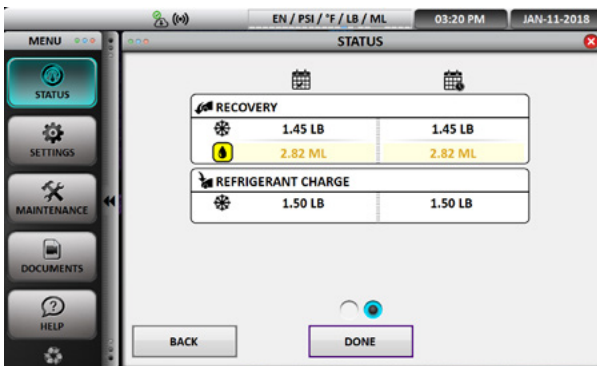 EN / PSI / °F / LB / ML 03:20 PM JAN-11-2018
MENU STATUS
STATUS
SETTINGS
MAINTENANCE
DOCUMENTS
HELP
RECOVERY
1.45 LB 1.45 LB
2.82 ML 2.82 ML
REFRIGERANT CHARGE
1.50 LB 1.50 LB
BACK DONE